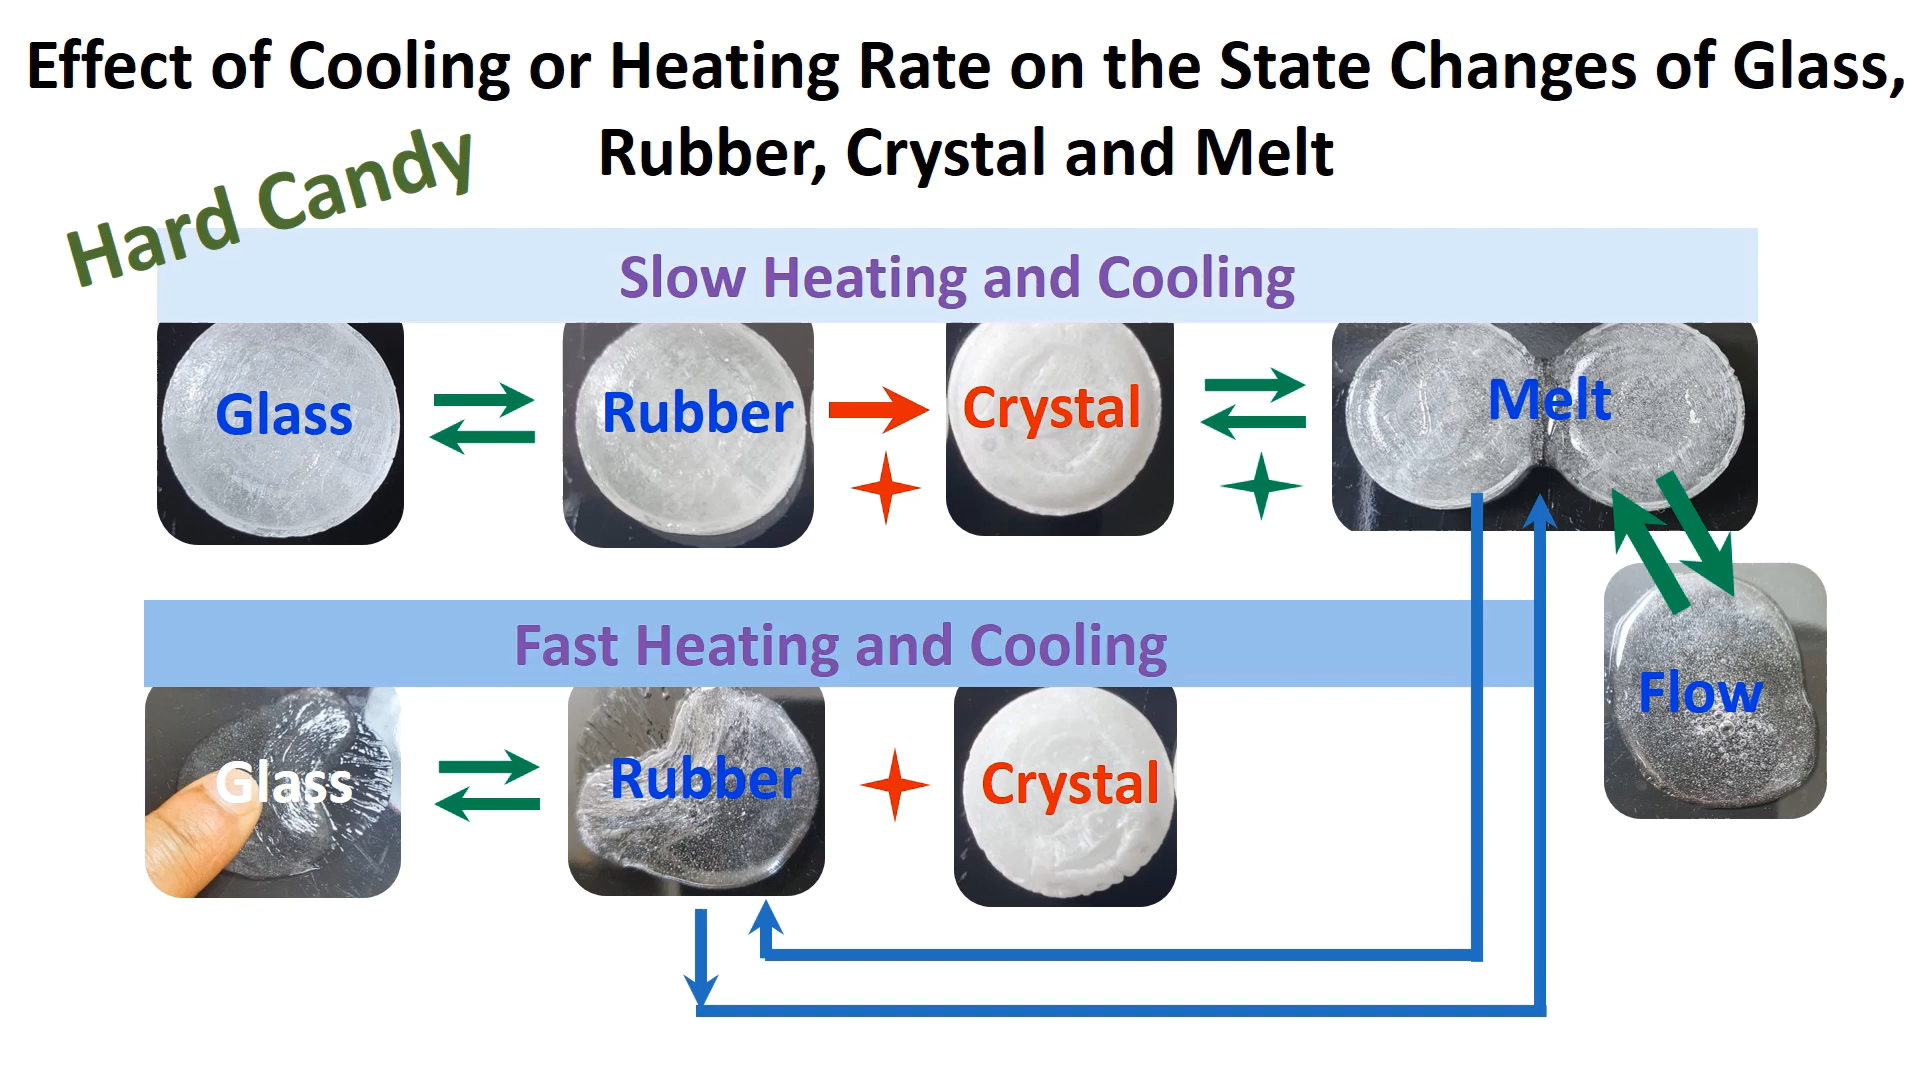 Effect of Cooling or Heating Rate on the State Changes of Glass,
Rubber, Crystal and Melt
Hard Candy
Slow Heating and Cooling
Glass
Rubber
Crystal
Melt
Fast Heating and Cooling
Glass
Rubber
Crystal
Flow